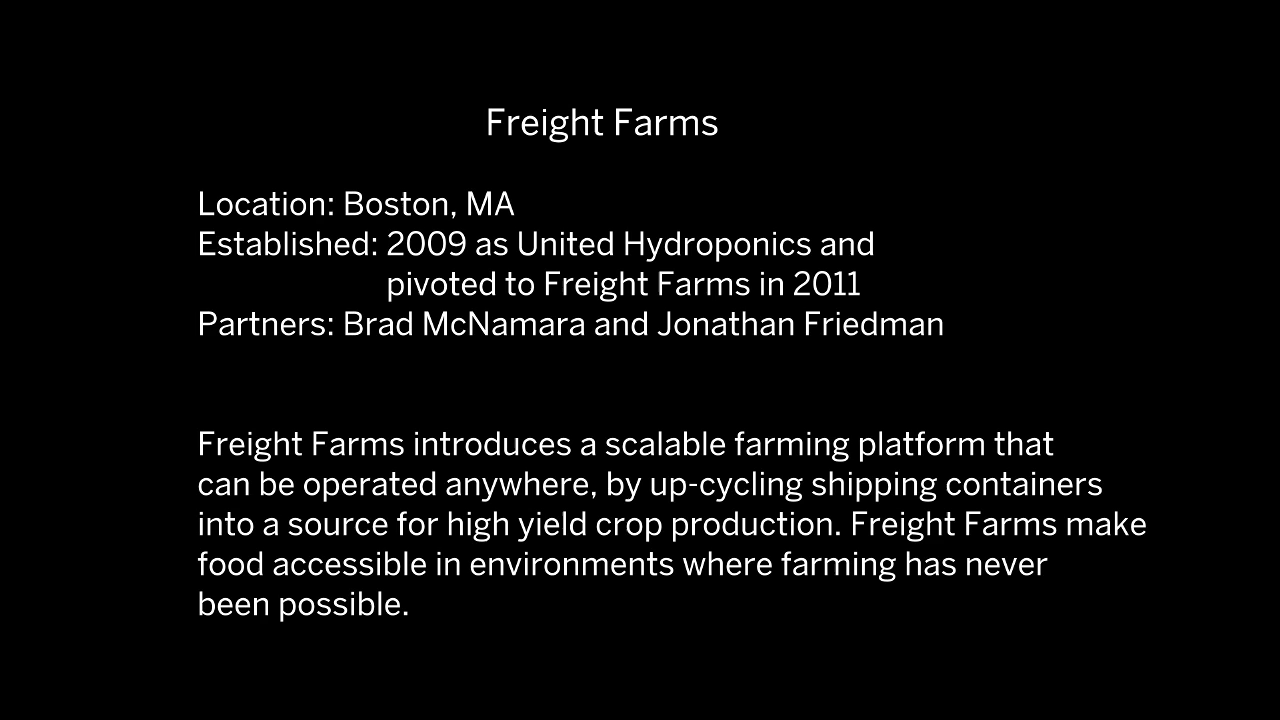 Freight Farms
Location: Boston, MA
Established: 2009 as United Hydroponics and
pivoted to Freight Farms in 2011
Partners: Brad McNamara and Jonathan Friedman
Freight Farms introduces a scalable farming platform that
can be operated anywhere, by up-cycling shipping containers
into a source for high yield crop production. Freight Farms make
food accessible in environments where farming has never
been possible.